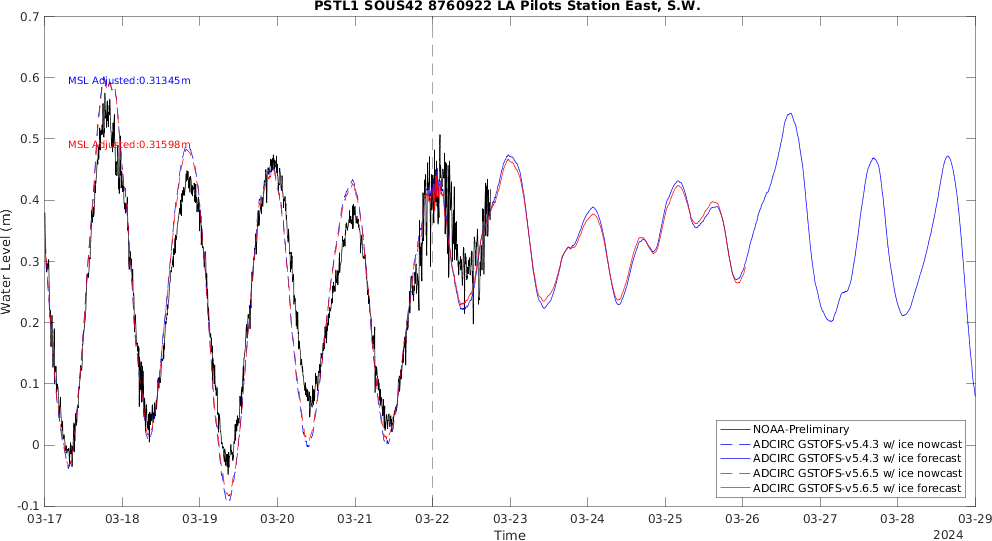 PSTL1 SOUS42 8760922 LA Pilots Station East, S.W.
0.7
0.6
0.5
0.4
0.3
0.2
0.1
0
-0.1
Water Level (m)
MSL Adjusted:0.31345m
MSL Adjusted:0.31598m
NOAA-Preliminary
ADCIRC GSTOFS-v5.4.3 w/ ice nowcast
ADCIRC GSTOFS-v5.4.3 w/ ice forecast
ADCIRC GSTOFS-v5.6.5 w/ ice nowcast
ADCIRC GSTOFS-v5.6.5 w/ ice forecast
03-17 03-18 03-19 03-20 03-21 03-22 03-23 03-24 03-25 03-26 03-27 03-28 03-29
Time
2024